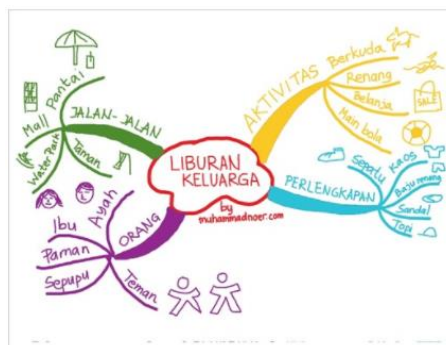 LIBURAN
KELUARGA
by
muhammadnoer.com
AKTIVITAS
Berkuda
Renang
Belanja
SALE
Main bola
PERLENGKAPAN
Sepatu
Kaos
Baju renang
Sandal
Topi
ORANG
Ayah
Ibu
Paman
Sepupu
Teman
JALAN-JALAN
Pantai
Mall
Water Park
Taman